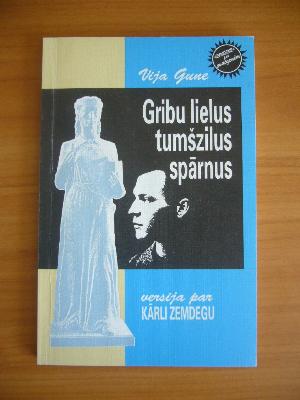 Vija Gune
Gribu lielus
tumšzilus
spārnus
versija par
KĀRLI ZEMDEGU